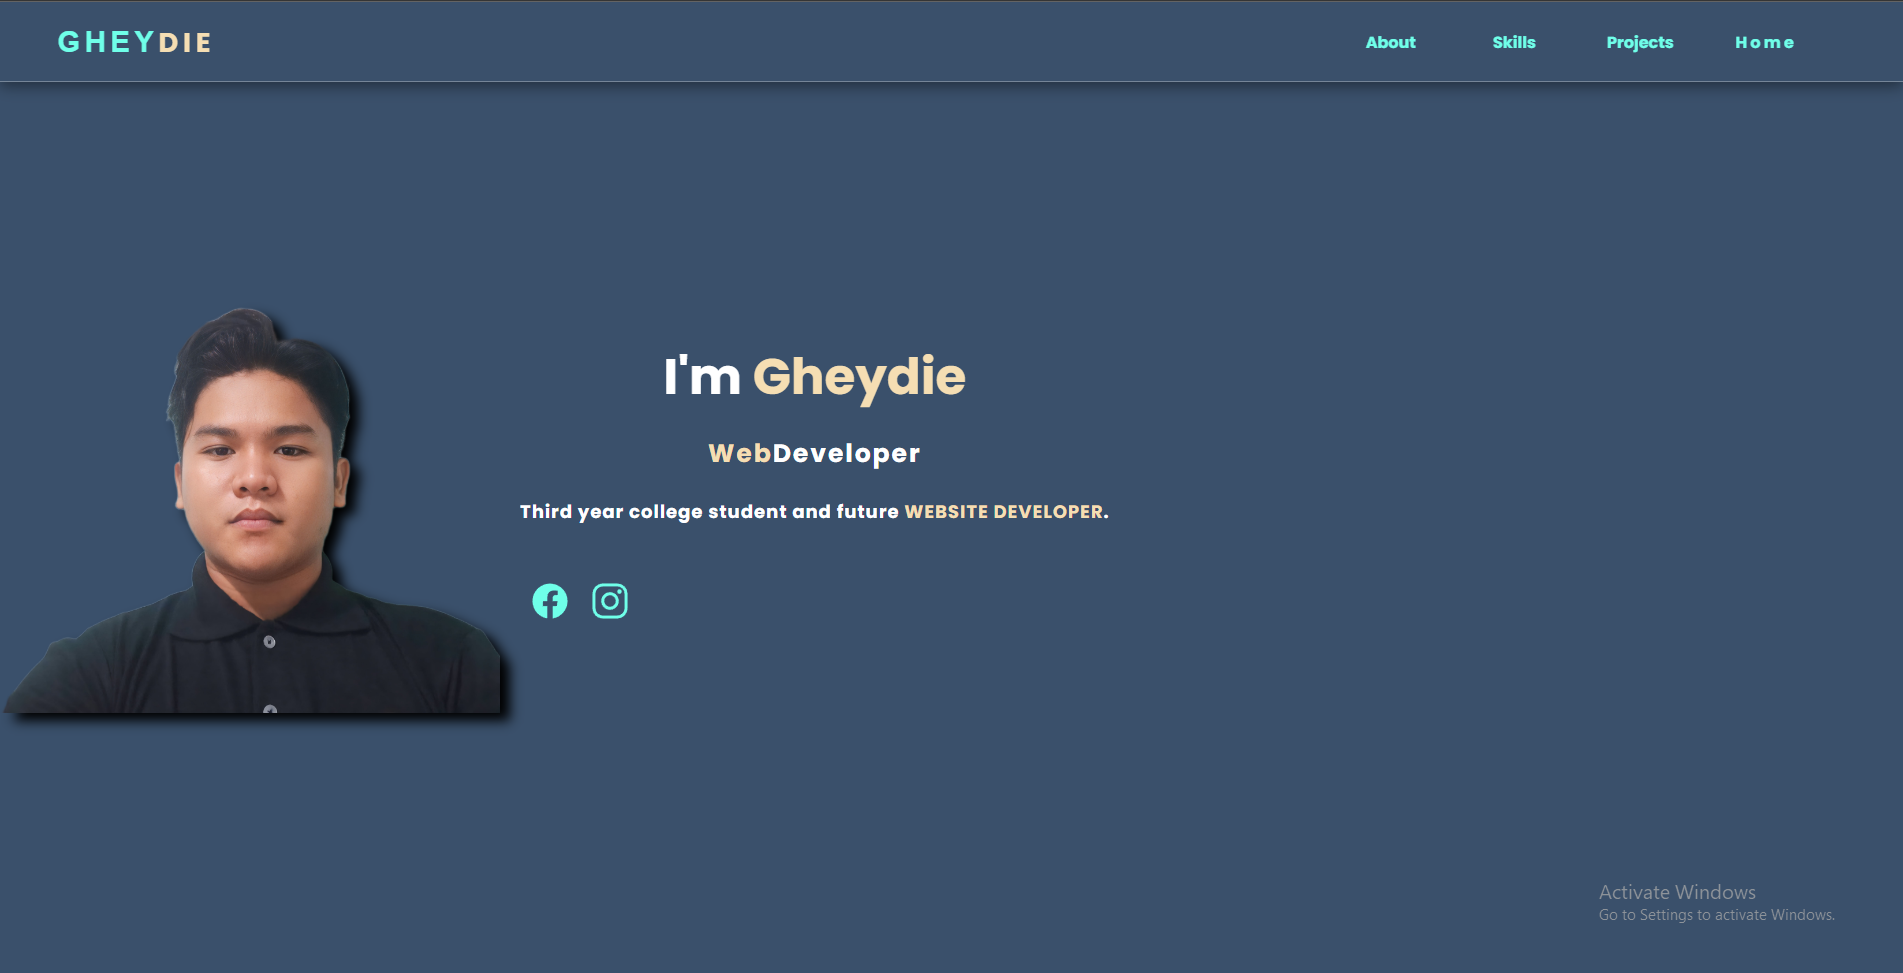 GHEYDIE
About Skills Projects Home
I'm Gheydie
WebDeveloper
Third year college student and future WEBSITE DEVELOPER.
Activate Windows
Go to Settings to activate Windows.